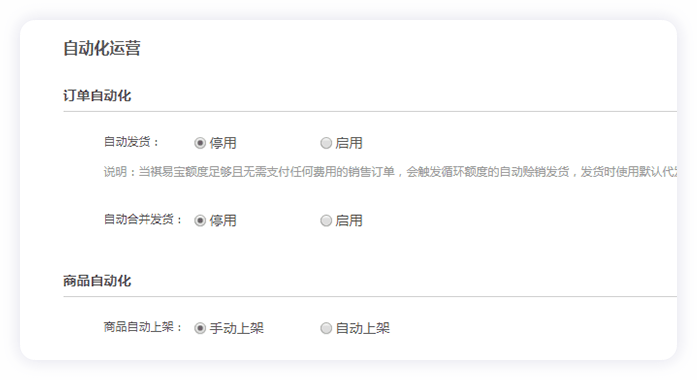 自动化运营
订单自动化
自动发货： 停用 启用
说明：当祺易宝额度足够且无需支付任何费用的销售订单，会触发循环额度的自动赊销发货，发货时使用默认代发
自动合并发货： 停用 启用
商品自动化
商品自动上架： 手动上架 自动上架